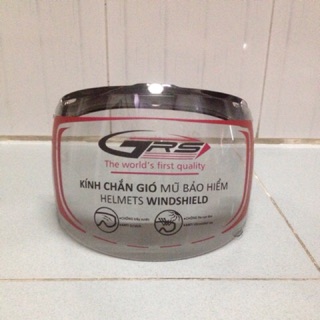 GRS
The world's first quality
KÍNH CHẮN GIÓ MŨ BẢO HIỂM
HELMETS WINDSHIELD